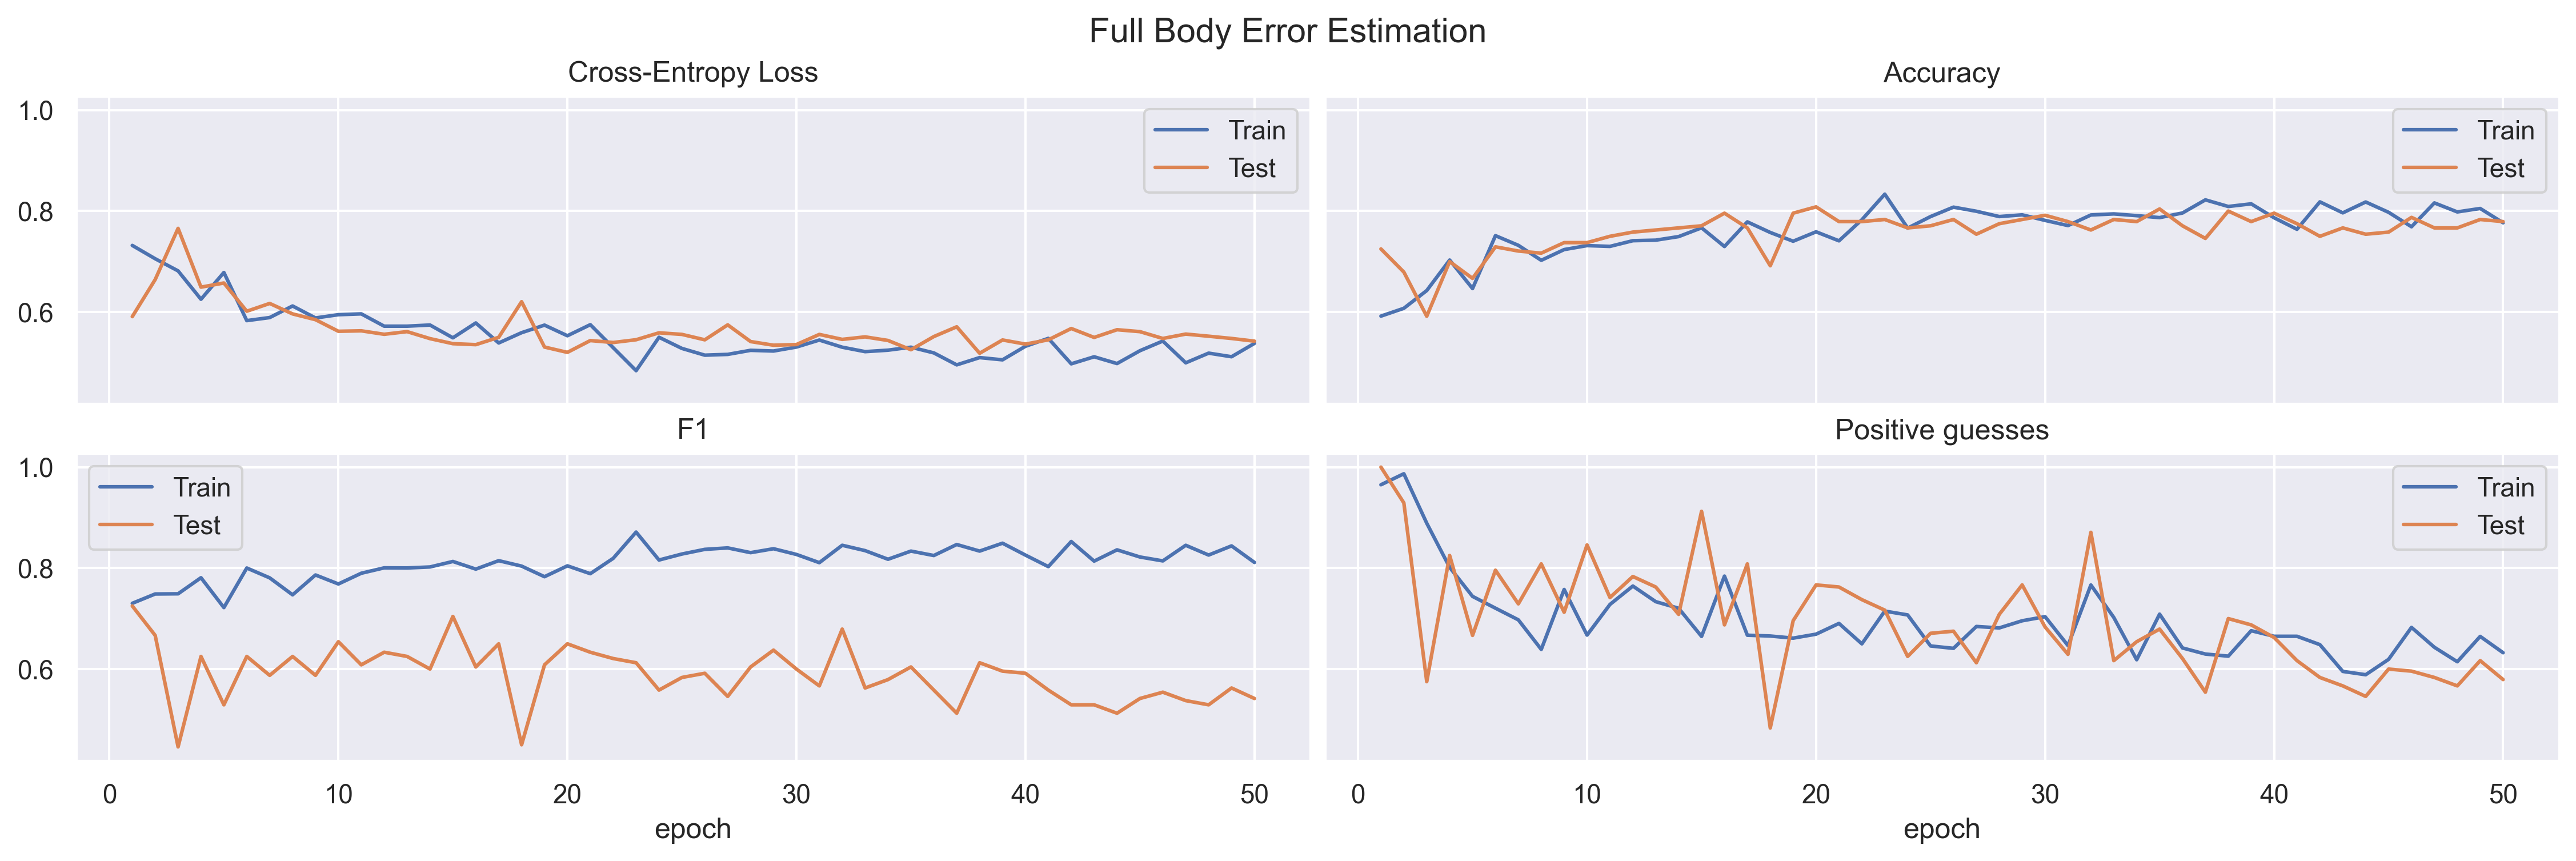 Full Body Error Estimation
Cross-Entropy Loss
Accuracy
1.0
0.8
0.6
Train
Test
Train
Test
F1
Positive guesses
1.0
0.8
0.6
Train
Test
Train
Test
0 10 20 30 40 50
0 10 20 30 40 50
epoch
epoch